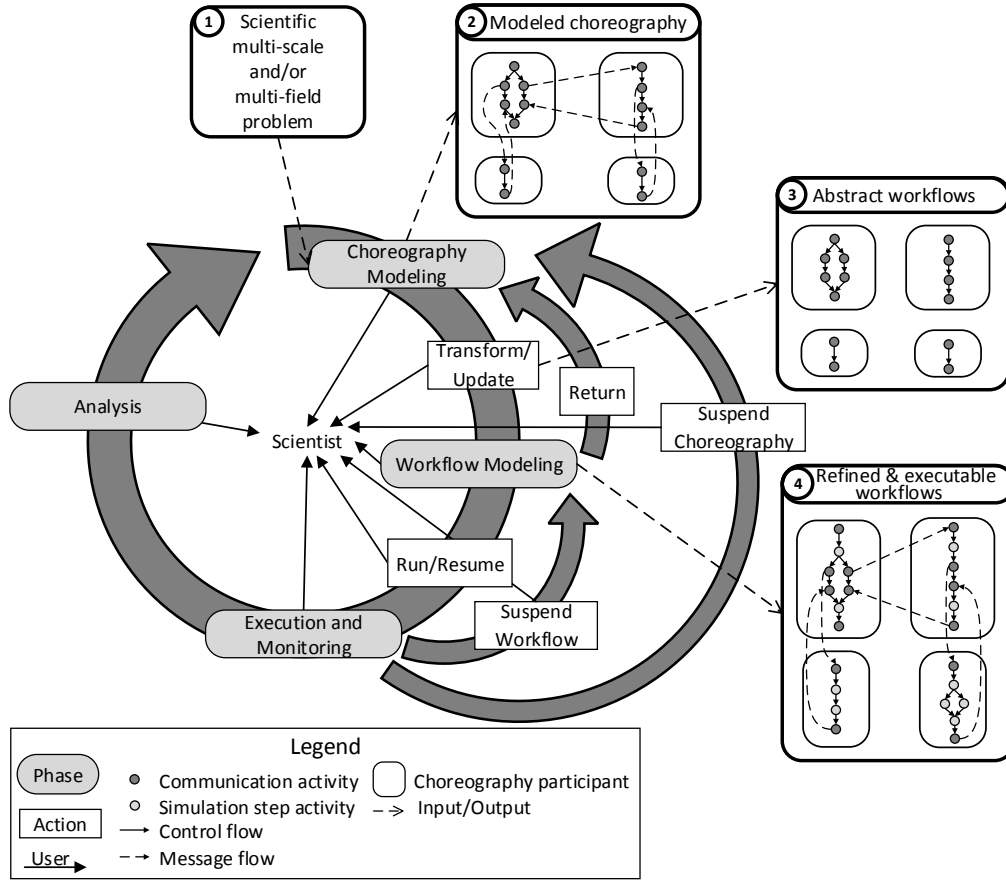 1
Scientific
multi-scale
and/or
multi-field
problem
2
Modeled choreography
3
Abstract workflows
Choreography
Modeling
Transform/
Update
Return
Analysis
Suspend
Choreography
Scientist
Workflow Modeling
4
Refined & executable
workflows
Run/Resume
Suspend
Workflow
Execution and
Monitoring
Legend
Phase
Communication activity
Choreography participant
Simulation step activity
Input/Output
Action
Control flow
User
Message flow